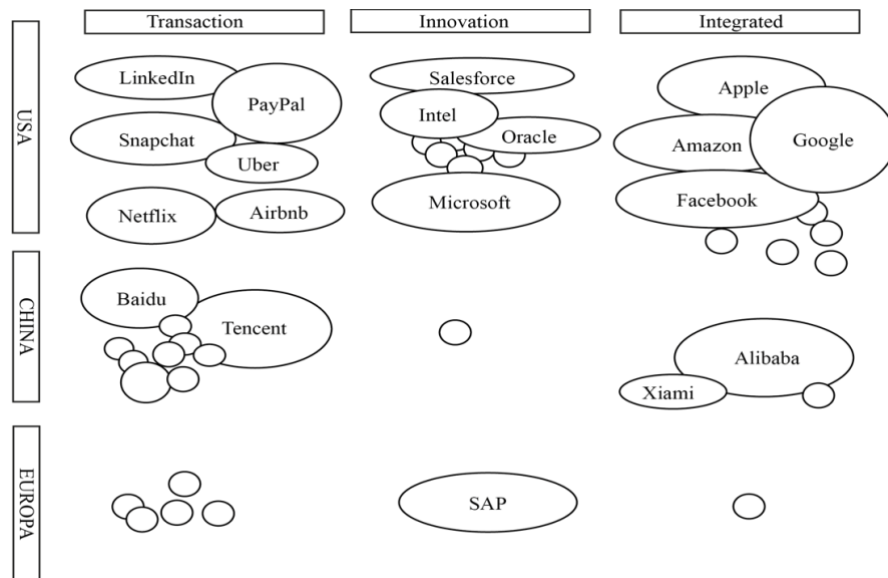 Transaction
Innovation
Integrated
USA
LinkedIn
PayPal
Snapchat
Uber
Netflix
Airbnb
Salesforce
Intel
Oracle
Microsoft
Apple
Google
Amazon
Facebook
CHINA
Baidu
Tencent
Alibaba
Xiami
EUROPA
SAP